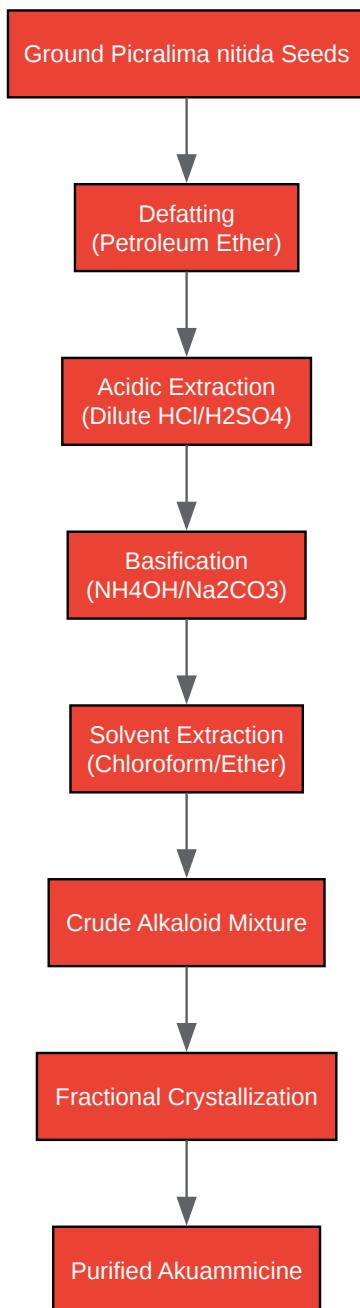 Ground Picralima nitida Seeds
Defatting
(Petroleum Ether)
Acidic Extraction
(Dilute HCl/H2SO4)
Basification
(NH4OH/Na2CO3)
Solvent Extraction
(Chloroform/Ether)
Crude Alkaloid Mixture
Fractional Crystallization
Purified Akuammicine